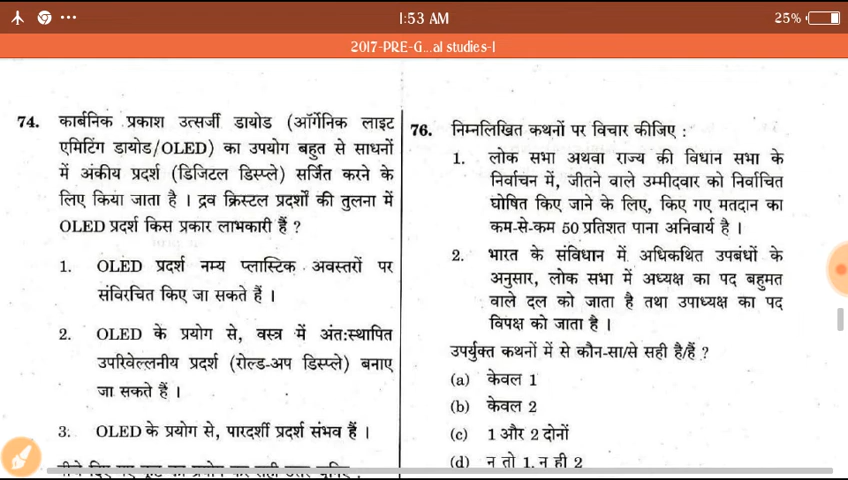 1:53 AM
25%
2017-PRE-G...al studies-I
74. कार्बनिक प्रकाश उत्सर्जी डायोड (ऑर्गेनिक लाइट
एमिटिंग डायोड/OLED) का उपयोग बहुत से साधनों
में अंकीय प्रदर्श (डिजिटल डिस्प्ले) सर्जित करने के
लिए किया जाता है । द्रव क्रिस्टल प्रदर्शों की तुलना में
OLED प्रदर्श किस प्रकार लाभकारी हैं ?
1. OLED प्रदर्श नम्य प्लास्टिक अवस्तरों पर
संविरचित किए जा सकते हैं ।
2. OLED के प्रयोग से, वस्त्र में अंत:स्थापित
उपरिवेल्लनीय प्रदर्श (रोल्ड-अप डिस्प्ले) बनाए
जा सकते हैं ।
3. OLED के प्रयोग से, पारदर्शी प्रदर्श संभव हैं ।
76. निम्नलिखित कथनों पर विचार कीजिए :
1. लोक सभा अथवा राज्य की विधान सभा के
निर्वाचन में, जीतने वाले उम्मीदवार को निर्वाचित
घोषित किए जाने के लिए, किए गए मतदान का
कम-से-कम 50 प्रतिशत पाना अनिवार्य है ।
2. भारत के संविधान में अधिकथित उपबंधों के
अनुसार, लोक सभा में अध्यक्ष का पद बहुमत
वाले दल को जाता है तथा उपाध्यक्ष का पद
विपक्ष को जाता है ।
उपर्युक्त कथनों में से कौन-सा/से सही है/हैं ?
(a) केवल 1
(b) केवल 2
(c) 1 और 2 दोनों
(d) न तो 1, न ही 2